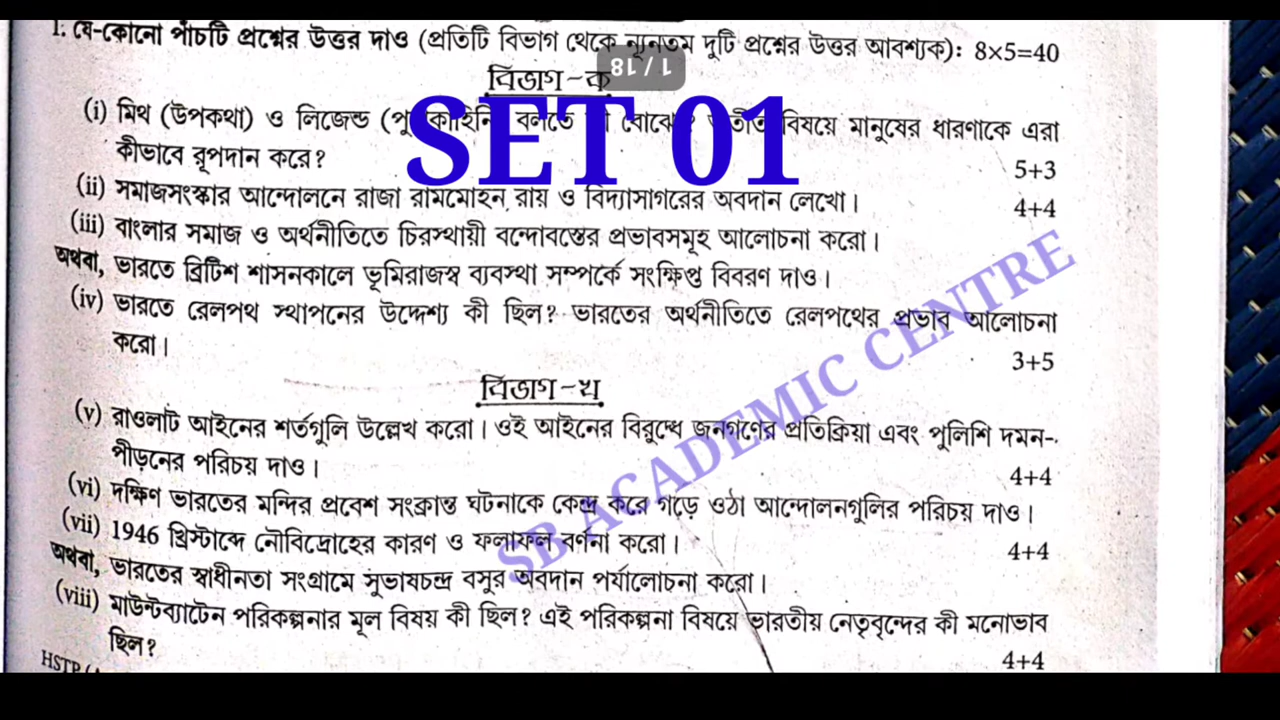 1. যে-কোনো পাঁচটি প্রশ্নের উত্তর দাও (প্রতিটি বিভাগ থেকে ন্যূনতম দুটি প্রশ্নের উত্তর আবশ্যক): 8×5=40
1 / 18
বিভাগ-ক
SET 01
(i) মিথ (উপকথা) ও লিজেন্ড বলতে বোঝো? বিষয়ে মানুষের ধারণাকে এরা
কীভাবে রূপদান করে? 5+3
(ii) সমাজসংস্কার আন্দোলনে রাজা রামমোহন রায় ও বিদ্যাসাগরের অবদান লেখো। 4+4
(iii) বাংলার সমাজ ও অর্থনীতিতে চিরস্থায়ী বন্দোবস্তের প্রভাবসমূহ আলোচনা করো।
অথবা, ভারতে ব্রিটিশ শাসনকালে ভূমিরাজস্ব ব্যবস্থা সম্পর্কে সংক্ষিপ্ত বিবরণ দাও।
(iv) ভারতে রেলপথ স্থাপনের উদ্দেশ্য কী ছিল? ভারতের অর্থনীতিতে রেলপথের প্রভাব আলোচনা
করো। 3+5
SB ACADEMIC CENTRE
বিভাগ-খ
(v) রাওলাট আইনের শর্তগুলি উল্লেখ করো। ওই আইনের বিরুদ্ধে জনগণের প্রতিক্রিয়া এবং পুলিশি দমন-
পীড়নের পরিচয় দাও। 4+4
(vi) দক্ষিণ ভারতের মন্দির প্রবেশ সংক্রান্ত ঘটনাকে কেন্দ্র করে গড়ে ওঠা আন্দোলনগুলির পরিচয় দাও।
(vii) 1946 খ্রিস্টাব্দে নৌবিদ্রোহের কারণ ও ফলাফল বর্ণনা করো। 4+4
অথবা, ভারতের স্বাধীনতা সংগ্রামে সুভাষচন্দ্র বসুর অবদান পর্যালোচনা করো।
(viii) মাউন্টব্যাটেন পরিকল্পনার মূল বিষয় কী ছিল? এই পরিকল্পনা বিষয়ে ভারতীয় নেতৃবৃন্দের কী মনোভাব
ছিল? 4+4